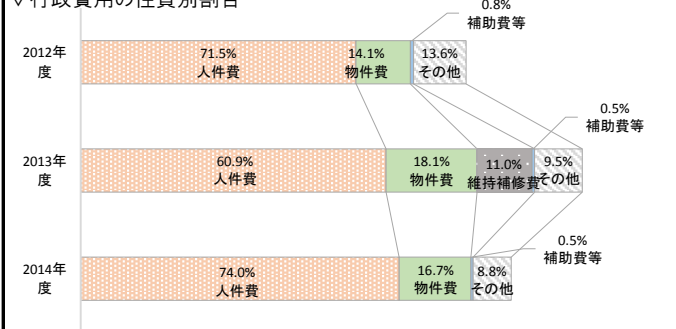 ▽行政費用の性質別割合
0.8%
補助費等
2012年度
71.5%
人件費
14.1%
物件費
13.6%
その他
0.5%
補助費等
2013年度
60.9%
人件費
18.1%
物件費
11.0%
維持補修費
9.5%
その他
0.5%
補助費等
2014年度
74.0%
人件費
16.7%
物件費
8.8%
その他